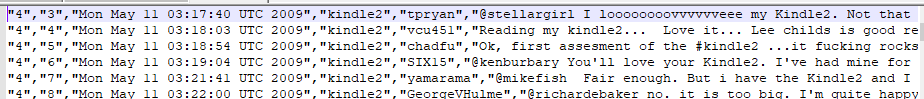 "4","3","Mon May 11 03:17:40 UTC 2009","kindle2","tpryan","@stellargirl I loooooooovvvvvveee my Kindle2. Not that
"4","4","Mon May 11 03:18:03 UTC 2009","kindle2","vcu451","Reading my kindle2...  Love it... Lee childs is good re
"4","5","Mon May 11 03:18:54 UTC 2009","kindle2","chadfu","Ok, first assesment of the #kindle2 ...it fucking rocks
"4","6","Mon May 11 03:19:04 UTC 2009","kindle2","SIX15","@kenburbary You'll love your Kindle2. I've had mine for
"4","7","Mon May 11 03:21:41 UTC 2009","kindle2","yamarama","@mikefish  Fair enough. But i have the Kindle2 and I
"4","8","Mon May 11 03:22:00 UTC 2009","kindle2","GeorgeVHulme","@richardebaker no. it is too big. I'm quite happy